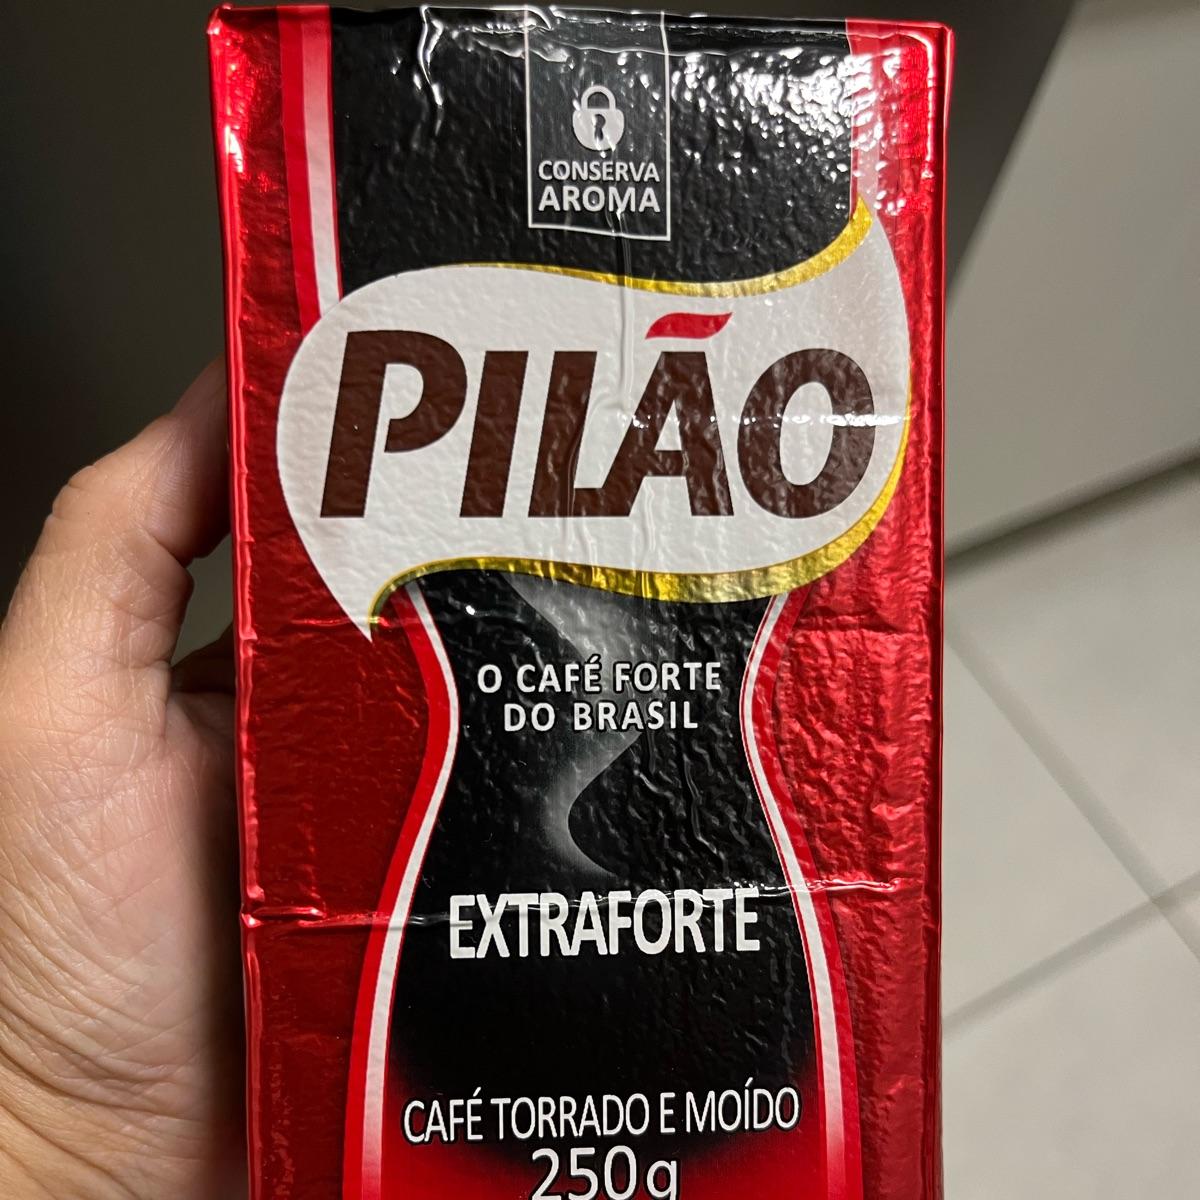 CONSERVA
AROMA
PILÃO
O CAFÉ FORTE
DO BRASIL
EXTRAFORTE
CAFÉ TORRADO E MOÍDO
250g